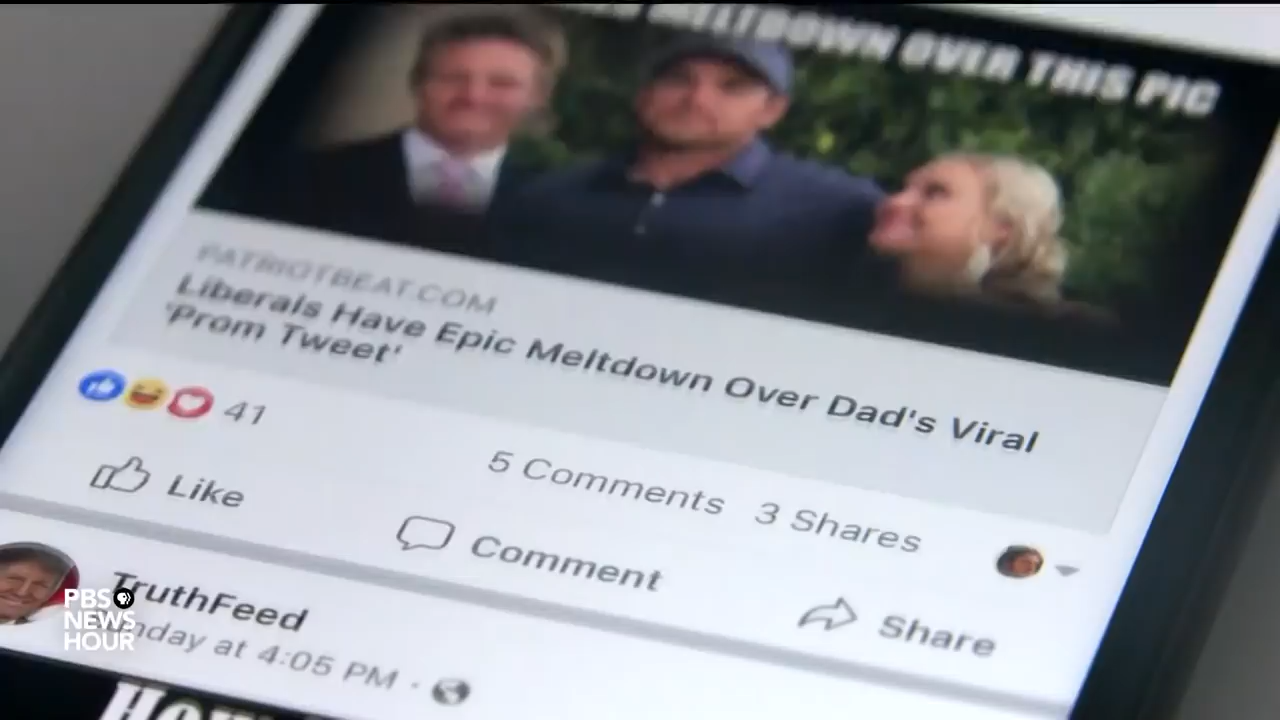 MELTDOWN OVER THIS PIC
PATRIOTBEAT.COM
Liberals Have Epic Meltdown Over Dad's Viral
'Prom Tweet'
41
5 Comments 3 Shares
Like
Comment
Share
TruthFeed
at 4:05 PM
PBS
NEWS
HOUR